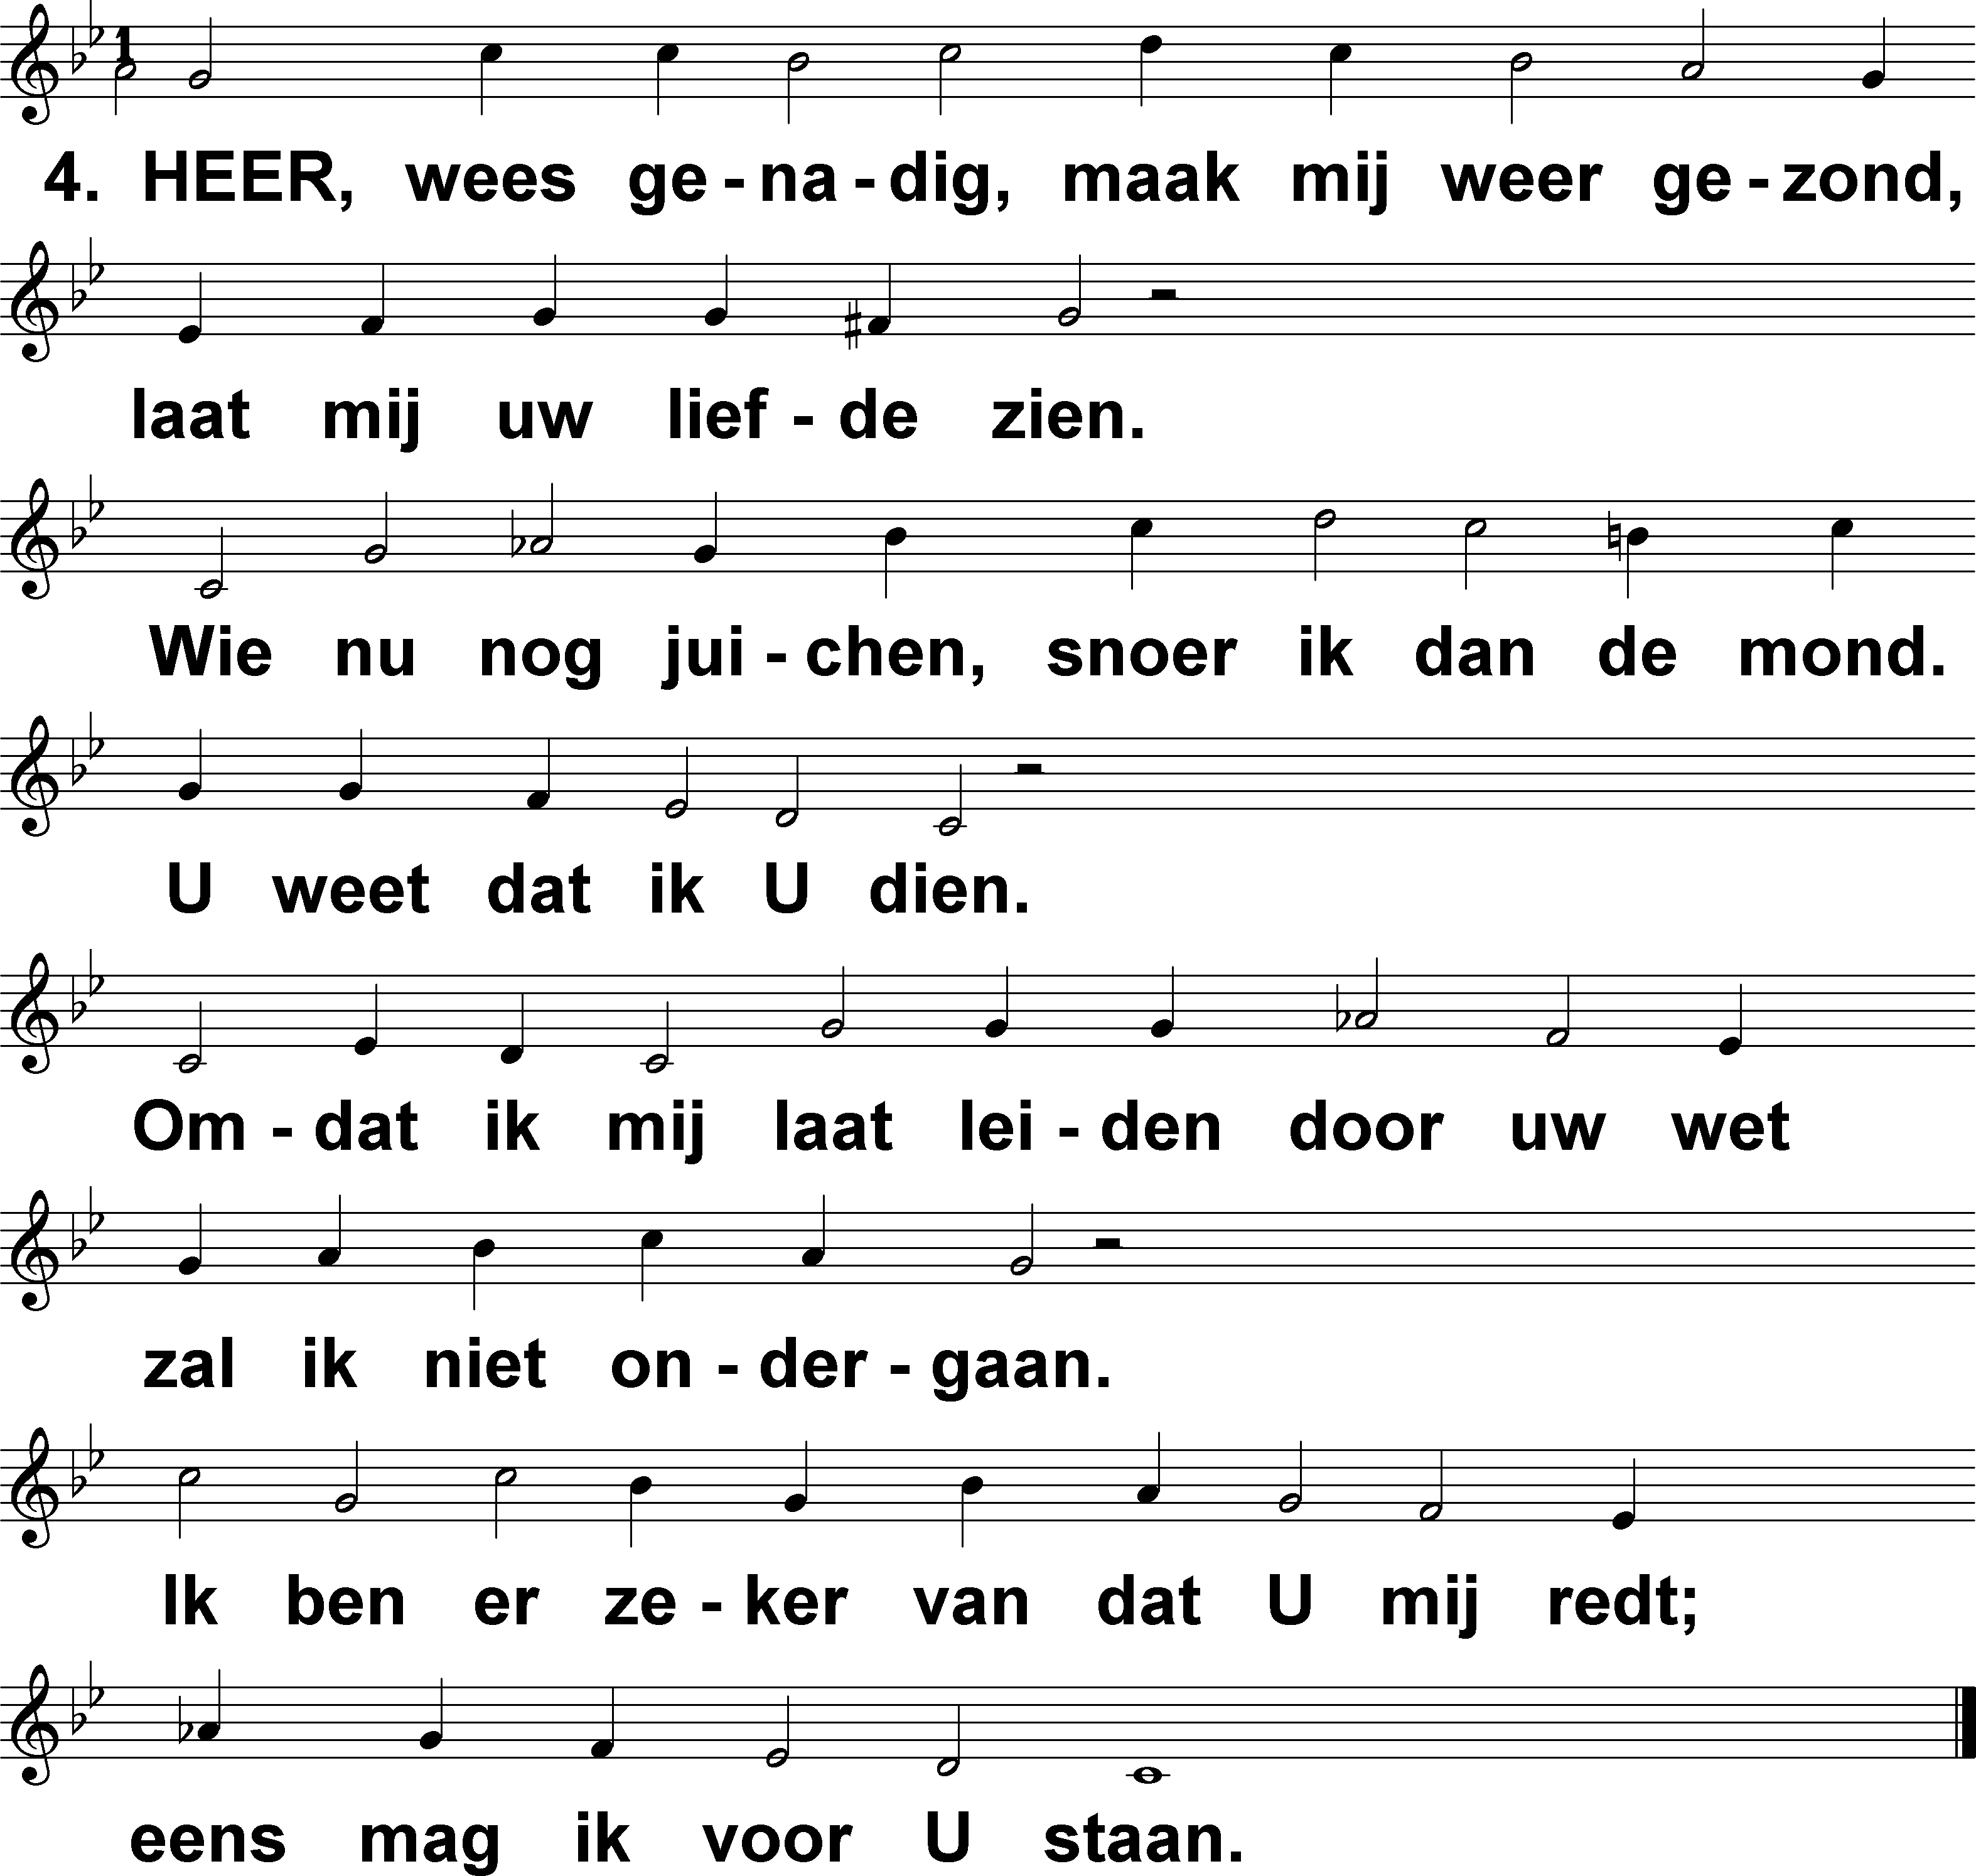 1
4. HEER, wees ge-na-dig, maak mij weer ge-zond,
laat mij uw lief-de zien.
Wie nu nog jui-chen, snoer ik dan de mond.
U weet dat ik U dien.
Om-dat ik mij laat lei-den door uw wet
zal ik niet on-der-gaan.
Ik ben er ze-ker van dat U mij redt;
eens mag ik voor U staan.